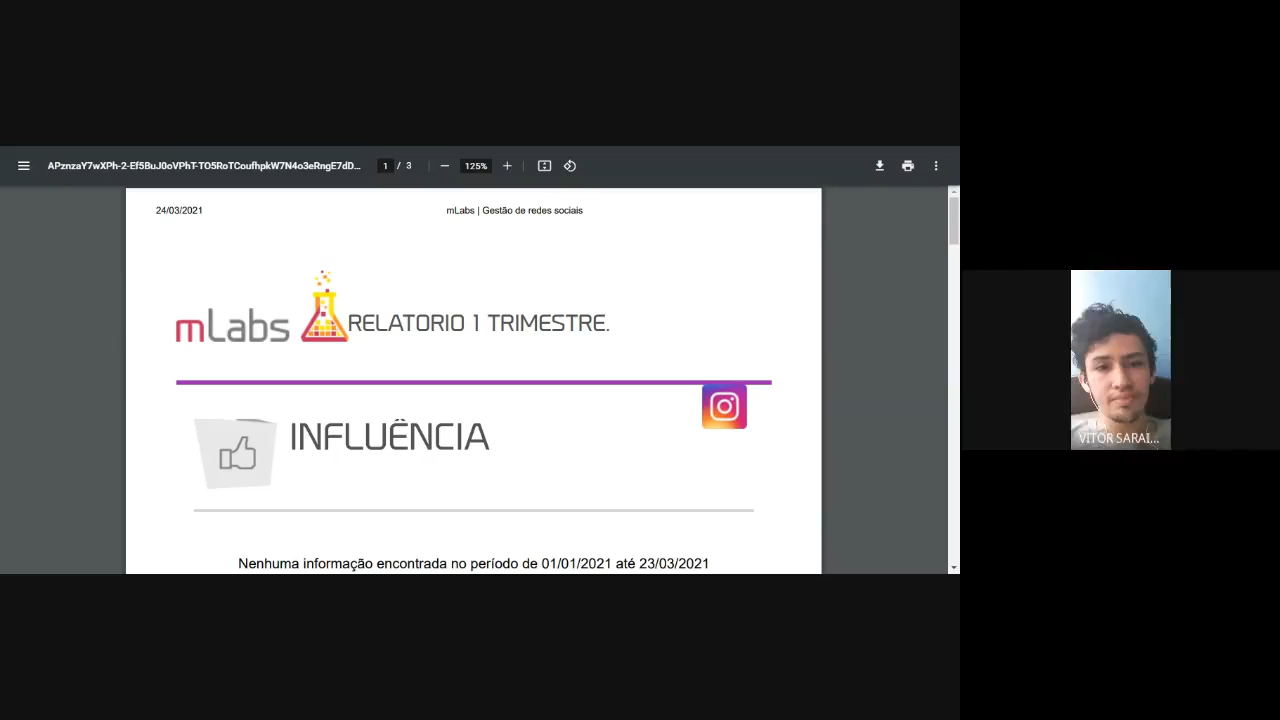 APznzaY7wXPh-2-Ef5BuJ0oVPhT-TO5RoTCoufhpkW7N4o3eRngE7dD...
1 / 3
125%
24/03/2021
mLabs | Gestão de redes sociais
mLabs RELATORIO 1 TRIMESTRE.
INFLUÊNCIA
VITOR SARAI...
Nenhuma informação encontrada no período de 01/01/2021 até 23/03/2021